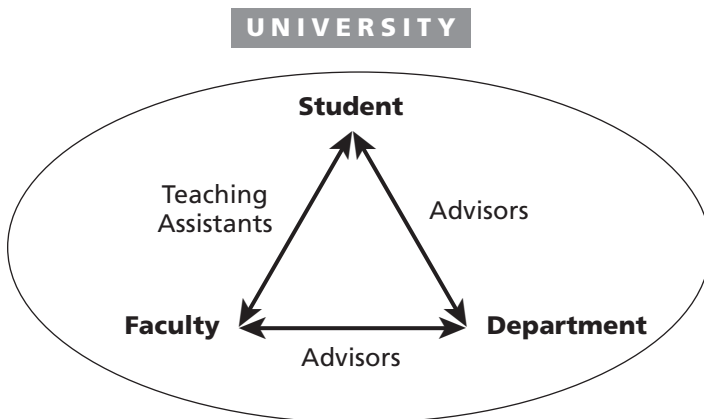 UNIVERSITY
Student
Teaching
Assistants
Advisors
Faculty
Department
Advisors